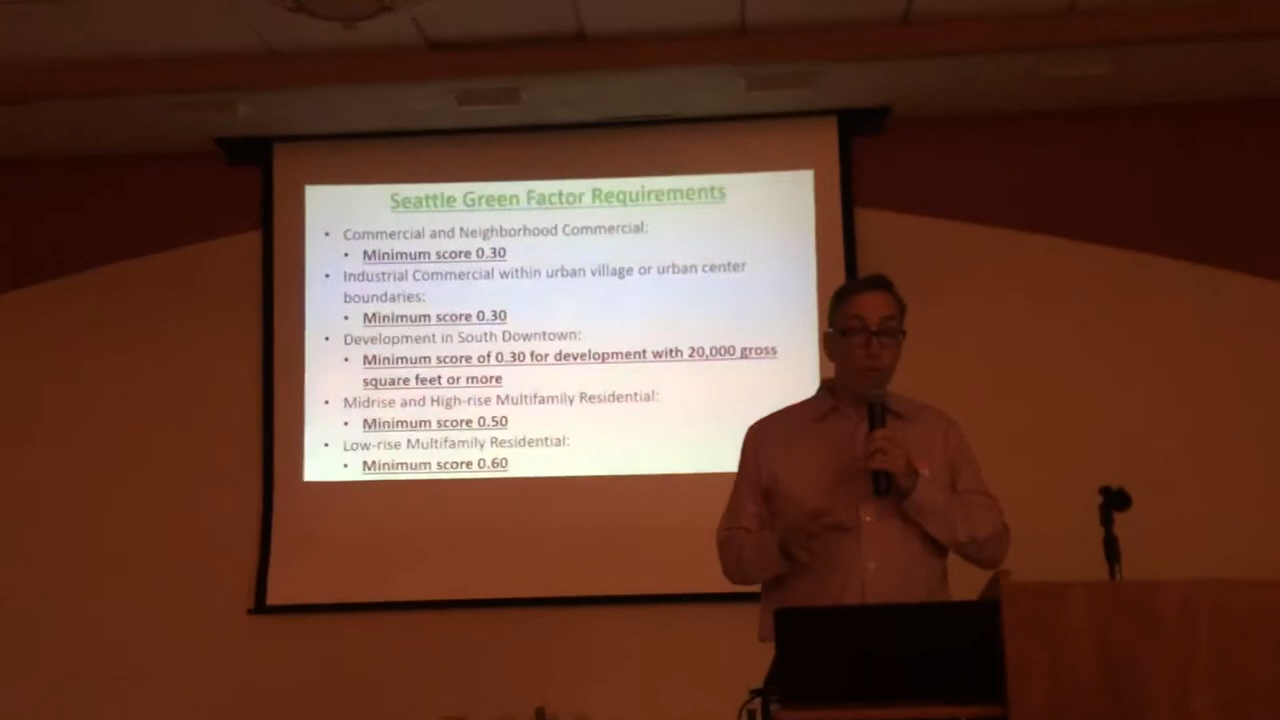 Seattle Green Factor Requirements
• Commercial and Neighborhood Commercial:
• Minimum score 0.30
• Industrial Commercial within urban village or urban center
boundaries:
• Minimum score 0.30
• Development in South Downtown:
• Minimum score of 0.30 for development with 20,000 gross
square feet or more
• Midrise and High-rise Multifamily Residential:
• Minimum score 0.50
• Low-rise Multifamily Residential:
• Minimum score 0.60